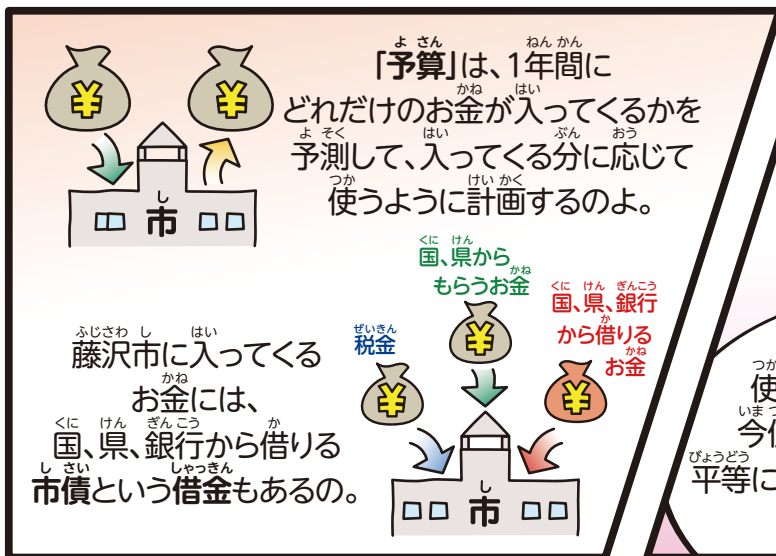 「予算」は、1年間に
どれだけのお金が入ってくるかを
予測して、入ってくる分に応じて
使うように計画するのよ。
¥
¥
市
国、県から
もらうお金
国、県、銀行
から借りる
お金
税金
¥
¥
¥
市
藤沢市に入ってくる
お金には、
国、県、銀行から借りる
市債という借金もあるの。
使
今
平等に